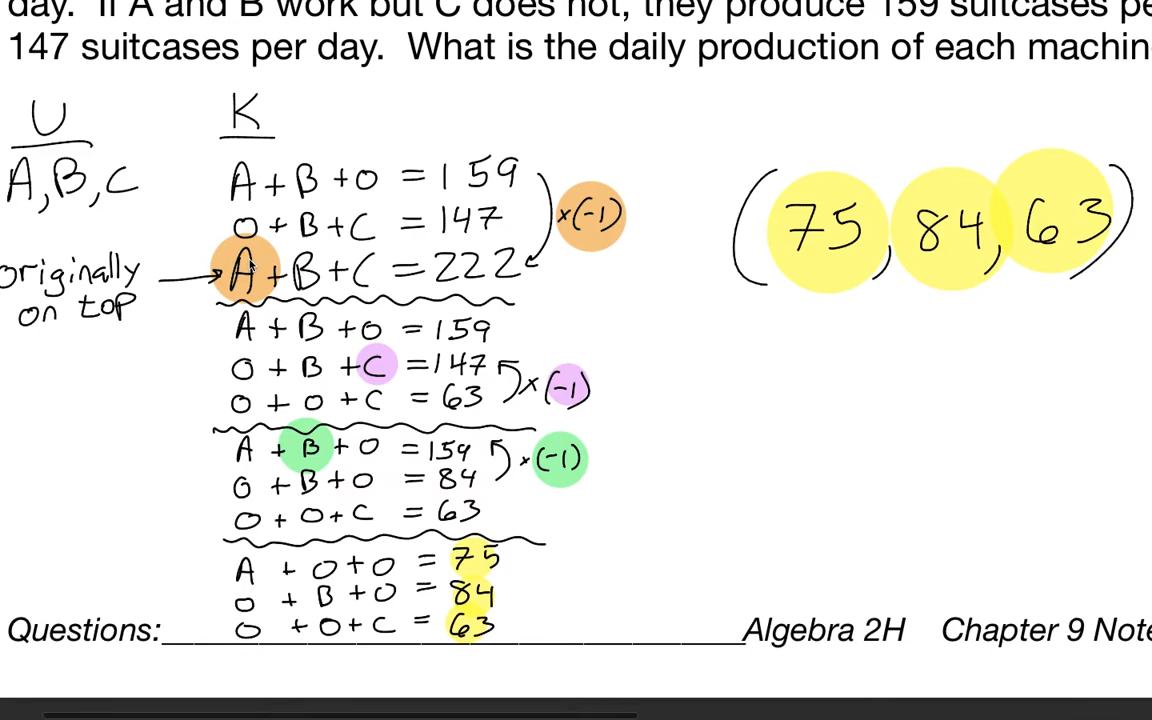 day. If A and B work but C does not, they produce 159 suitcases pe
147 suitcases per day. What is the daily production of each machin
U
A,B,C
K
A+B+0 = 159
0+B+C = 147
×(-1)
originally on top
A+B+C = 222
A+B+0 = 159
0+B+C = 147
0+0+C = 63
×(-1)
A+B+0 = 159
0+B+0 = 84
0+0+C = 63
×(-1)
A+0+0 = 75
0+B+0 = 84
0+0+C = 63
(75, 84, 63)
Questions: Algebra 2H Chapter 9 Note